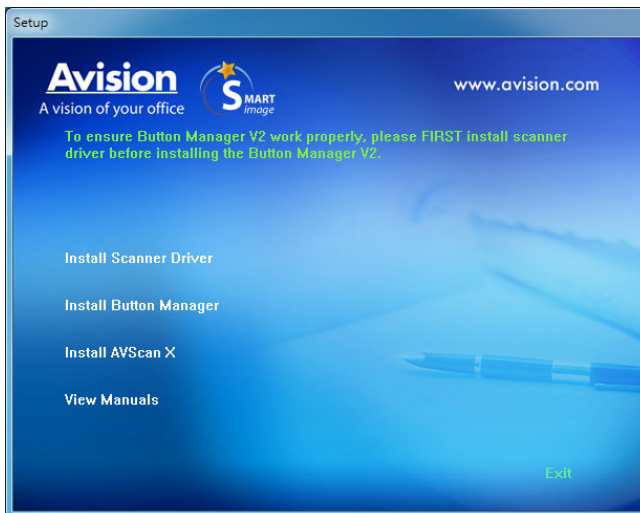 Setup
Avision
A vision of your office
SMART
image
www.avision.com
To ensure Button Manager V2 work properly, please FIRST install scanner
driver before installing the Button Manager V2.
Install Scanner Driver
Install Button Manager
Install AVScan X
View Manuals
Exit